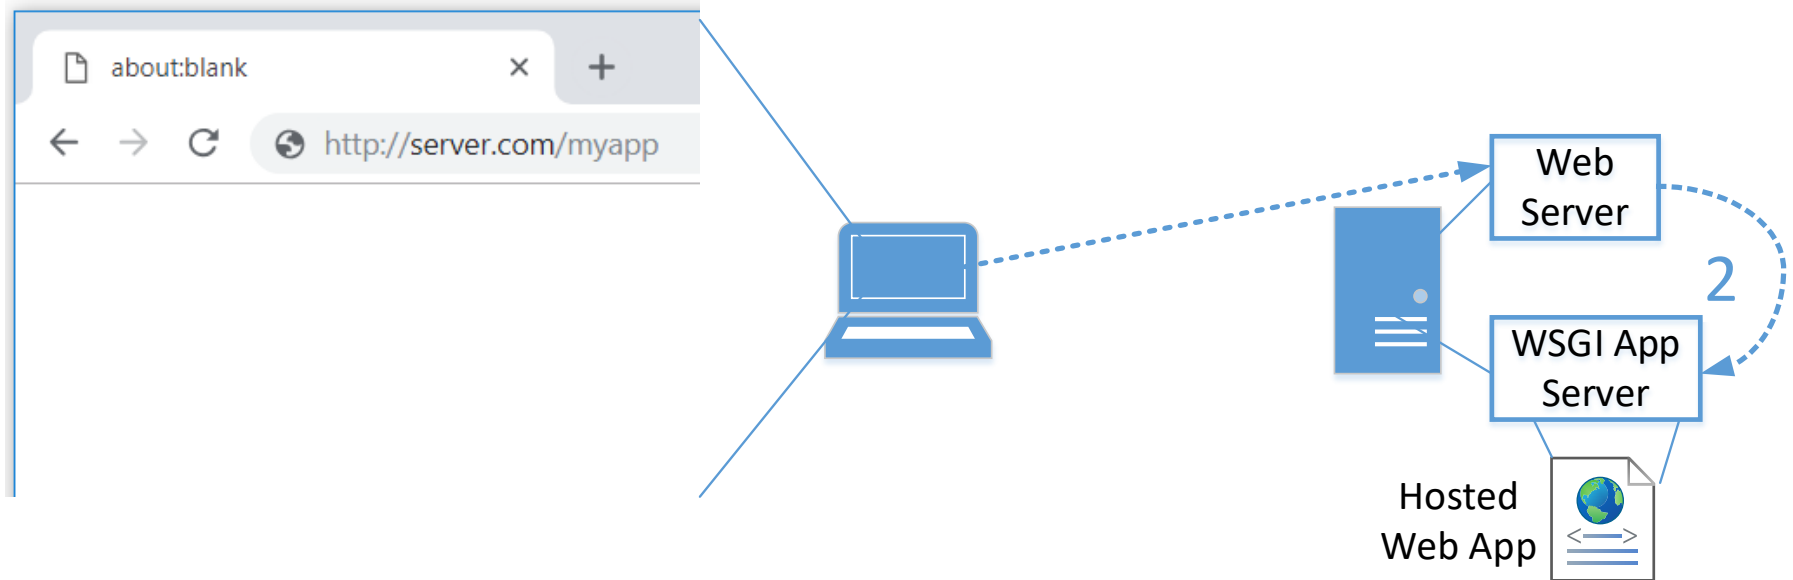 about:blank
http://server.com/myapp
Web
Server
2
WSGI App
Server
Hosted
Web App